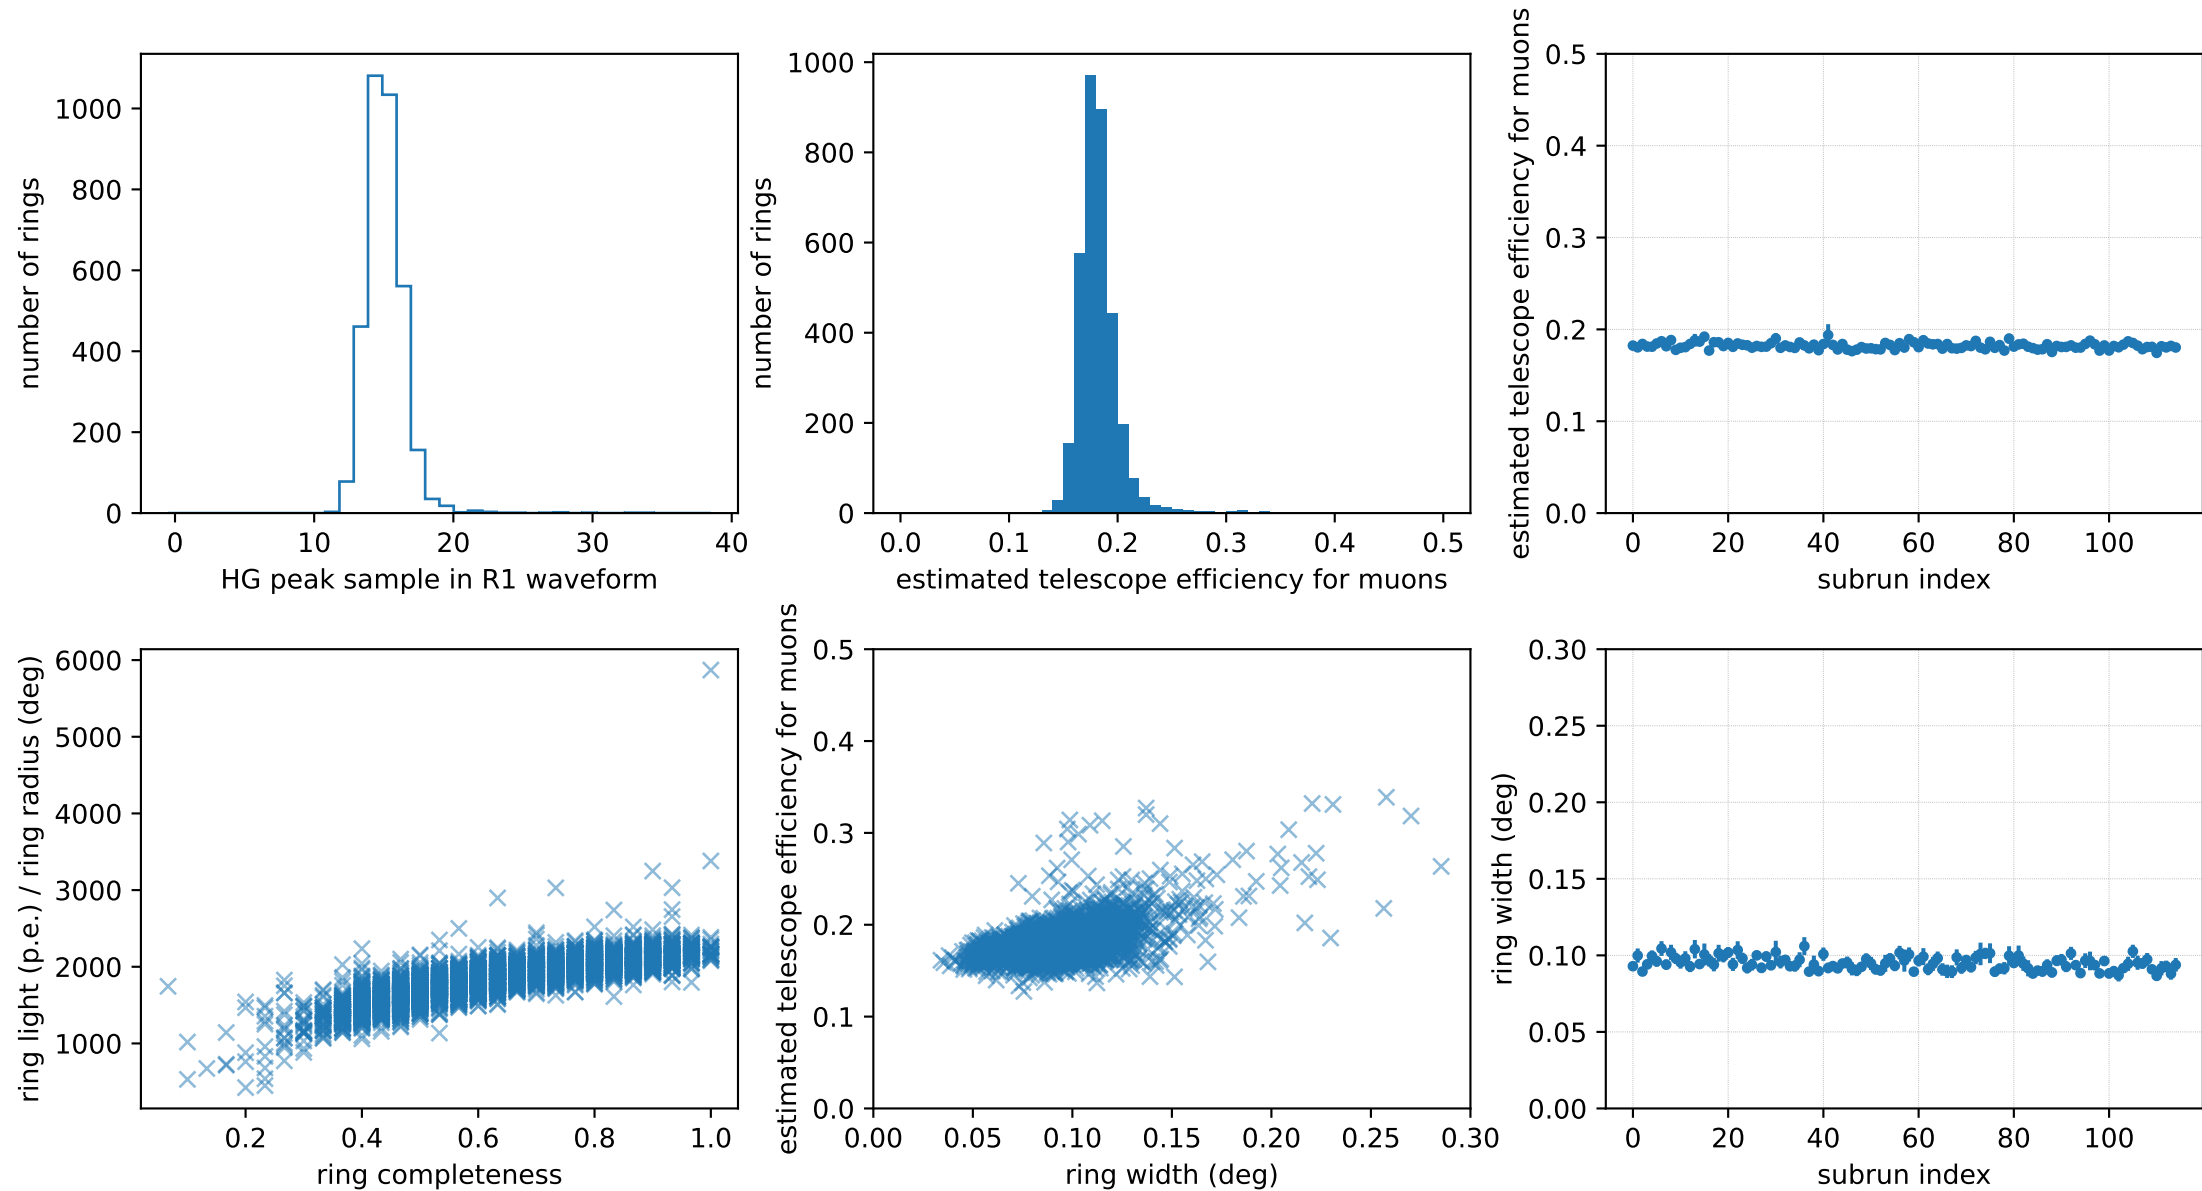 number of rings
1000
800
600
400
200
0
0 10 20 30 40
HG peak sample in R1 waveform
number of rings
1000
800
600
400
200
0
0.0 0.1 0.2 0.3 0.4 0.5
estimated telescope efficiency for muons
estimated telescope efficiency for muons
0.5
0.4
0.3
0.2
0.1
0.0
0 20 40 60 80 100
subrun index
ring light (p.e.) / ring radius (deg)
6000
5000
4000
3000
2000
1000
0.2 0.4 0.6 0.8 1.0
ring completeness
estimated telescope efficiency for muons
0.5
0.4
0.3
0.2
0.1
0.0
0.00 0.05 0.10 0.15 0.20 0.25 0.30
ring width (deg)
ring width (deg)
0.30
0.25
0.20
0.15
0.10
0.05
0.00
0 20 40 60 80 100
subrun index